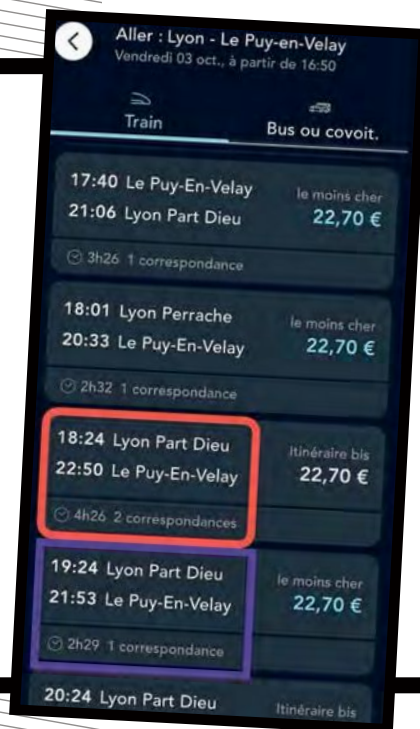 Aller : Lyon - Le Puy-en-Velay
Vendredi 03 oct., à partir de 16:50
Train
Bus ou covoit.
17:40 Le Puy-En-Velay
le moins cher
21:06 Lyon Part Dieu
22,70 €
3h26 1 correspondance
18:01 Lyon Perrache
le moins cher
20:33 Le Puy-En-Velay
22,70 €
2h32 1 correspondance
18:24 Lyon Part Dieu
Itinéraire bis
22:50 Le Puy-En-Velay
22,70 €
4h26 2 correspondances
19:24 Lyon Part Dieu
le moins cher
21:53 Le Puy-En-Velay
22,70 €
2h29 1 correspondance
20:24 Lyon Part Dieu
Itinéraire bis